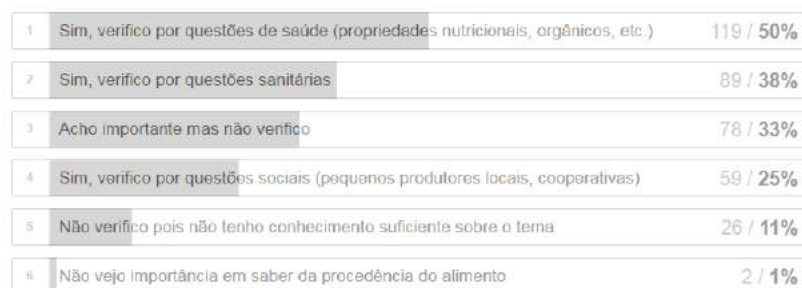 1 Sim, verifico por questões de saúde (propriedades nutricionais, orgânicos, etc.) 119 / 50%
2 Sim, verifico por questões sanitárias 89 / 38%
3 Acho importante mas não verifico 78 / 33%
4 Sim, verifico por questões sociais (pequenos produtores locais, cooperativas) 59 / 25%
5 Não verifico pois não tenho conhecimento suficiente sobre o tema 26 / 11%
6 Não vejo importância em saber da procedência do alimento 2 / 1%